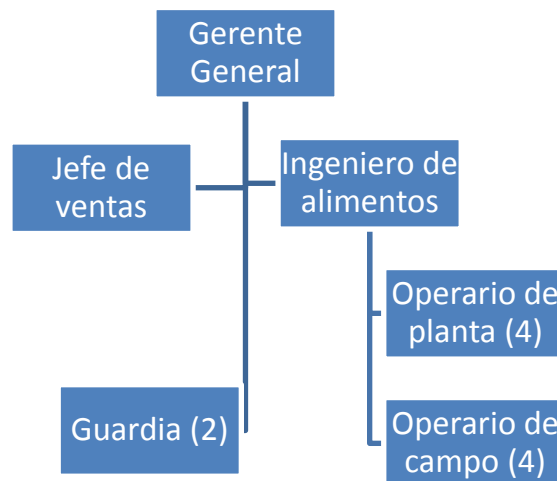 Gerente
General
Jefe de
ventas
Ingeniero de
alimentos
Operario de
planta (4)
Guardia (2)
Operario de
campo (4)